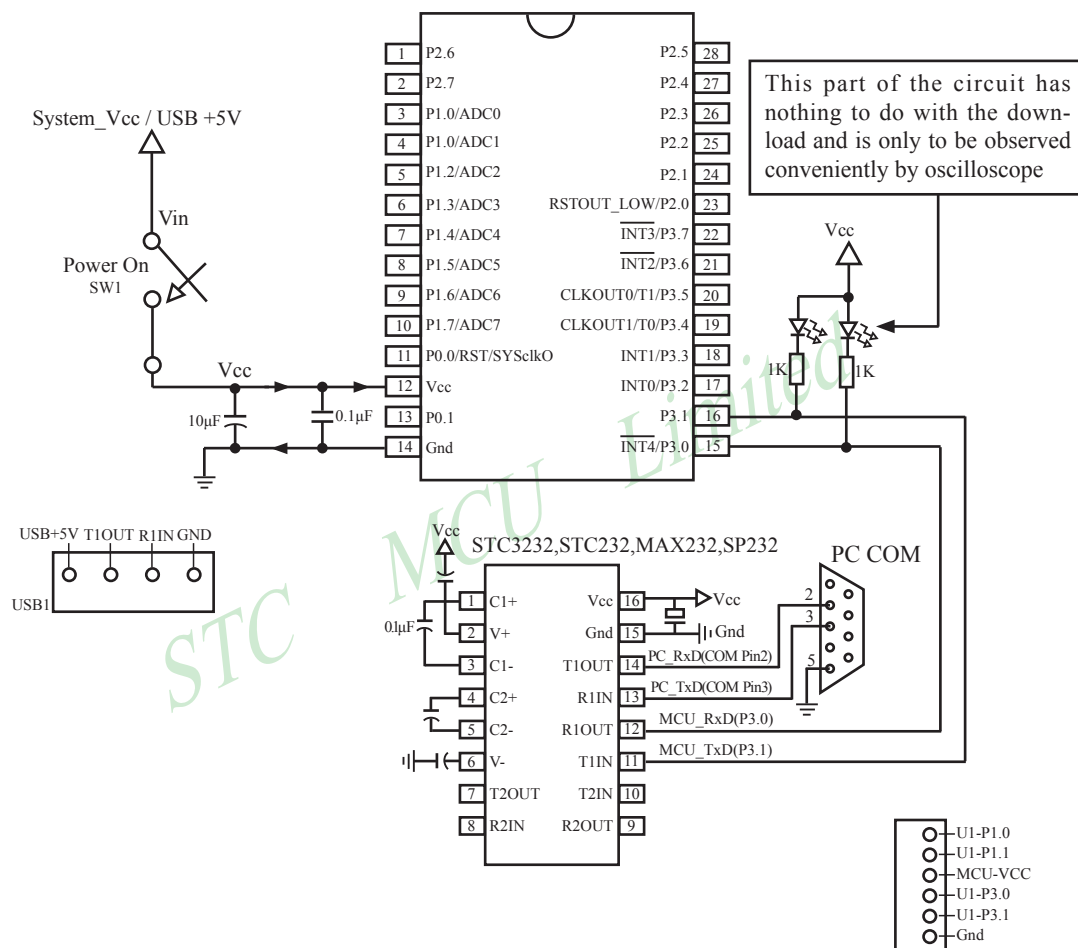 1 P2.6 P2.5 28
2 P2.7 P2.4 27
3 P1.0/ADC0 P2.3 26
4 P1.0/ADC1 P2.2 25
5 P1.2/ADC2 P2.1 24
6 P1.3/ADC3 RSTOUT_LOW/P2.0 23
7 P1.4/ADC4 INT3/P3.7 22
8 P1.5/ADC5 INT2/P3.6 21
9 P1.6/ADC6 CLKOUT0/T1/P3.5 20
10 P1.7/ADC7 CLKOUT1/T0/P3.4 19
11 P0.0/RST/SYSclkO INT1/P3.3 18
12 Vcc INT0/P3.2 17
13 P0.1 P3.1 16
14 Gnd INT4/P3.0 15
This part of the circuit has
nothing to do with the down-
load and is only to be observed
conveniently by oscilloscope
System_Vcc / USB +5V
Vin
Power On
SW1
Vcc
10μF
0.1μF
Vcc
1K
1K
USB+5V T1OUT R1IN GND
USB1
STC MCU Limited
Vcc
STC3232,STC232,MAX232,SP232
0.1μF
1 C1+ Vcc 16 Vcc
2 V+ Gnd 15 Gnd
3 C1- T1OUT 14 PC_RxD(COM Pin2)
4 C2+ R1IN 13 PC_TxD(COM Pin3)
5 C2- R1OUT 12 MCU_RxD(P3.0)
6 V- T1IN 11 MCU_TxD(P3.1)
7 T2OUT T2IN 10
8 R2IN R2OUT 9
PC COM
2
3
5
U1-P1.0
U1-P1.1
MCU-VCC
U1-P3.0
U1-P3.1
Gnd